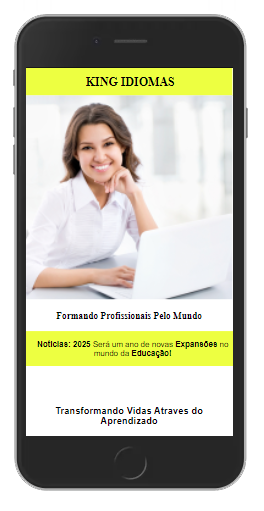 KING IDIOMAS
Formando Profissionais Pelo Mundo
Noticias: 2025 Será um ano de novas Expansões no
mundo da Educação!
Transformando Vidas Atraves do
Aprendizado